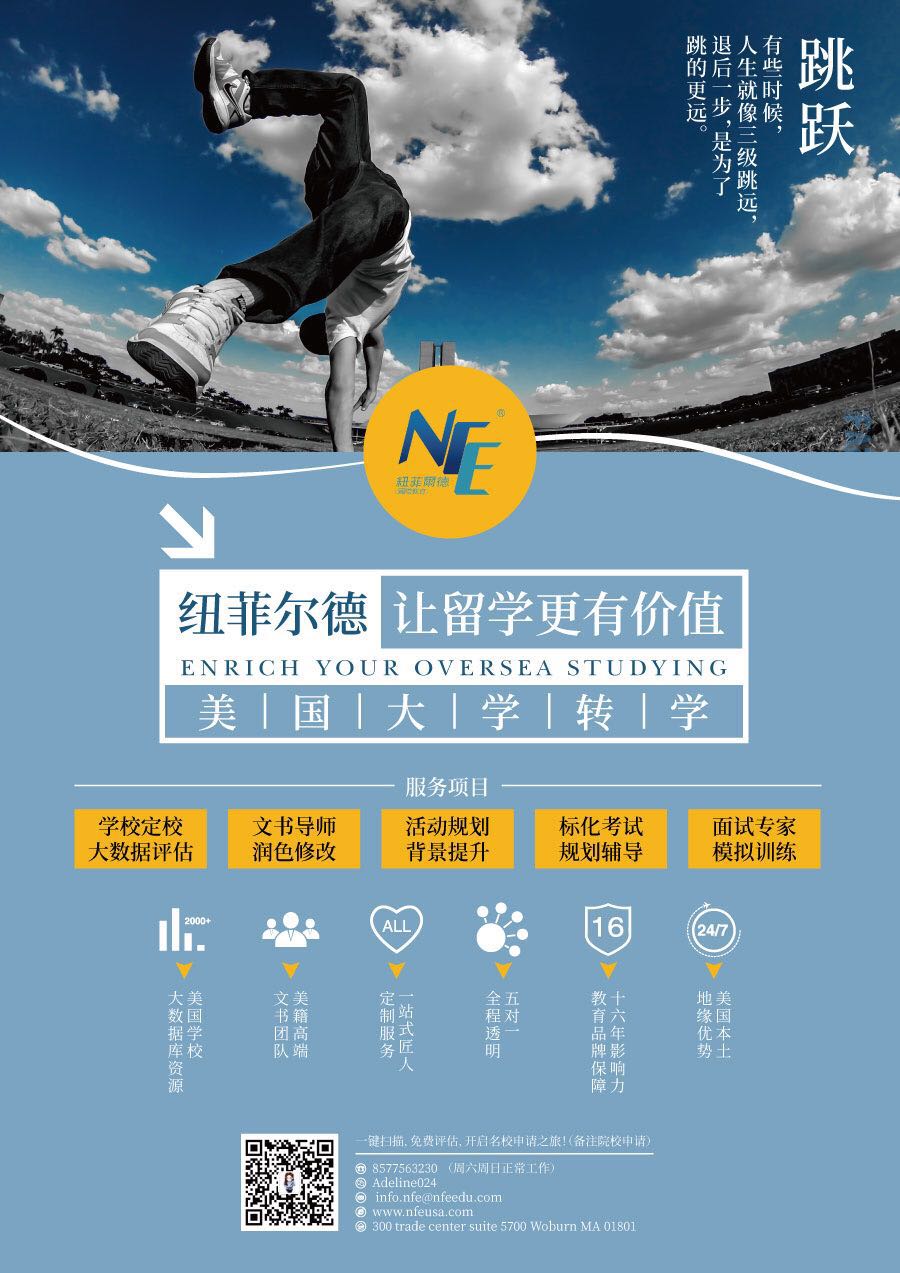 跳跃
有些时候，
人生就像三级跳远，
退后一步，是为了
跳的更远。
NFE®
紐菲爾德
纽菲尔德 让留学更有价值
ENRICH YOUR OVERSEA STUDYING
美|国|大|学|转|学
服务项目
学校定校
大数据评估
文书导师
润色修改
活动规划
背景提升
标化考试
规划辅导
面试专家
模拟训练
2000+
ALL
16
24/7
美国学校
大数据库资源
美籍高端
文书团队
一站式匠人
定制服务
五对一
全程透明
十六年影响力
教育品牌保障
美国本土
地缘优势
一键扫描、免费评估、开启名校申请之旅！（备注院校申请）
8577563230 （周六周日正常工作）
Adeline024
info.nfe@nfeedu.com
www.nfeusa.com
300 trade center suite 5700 Woburn MA 01801